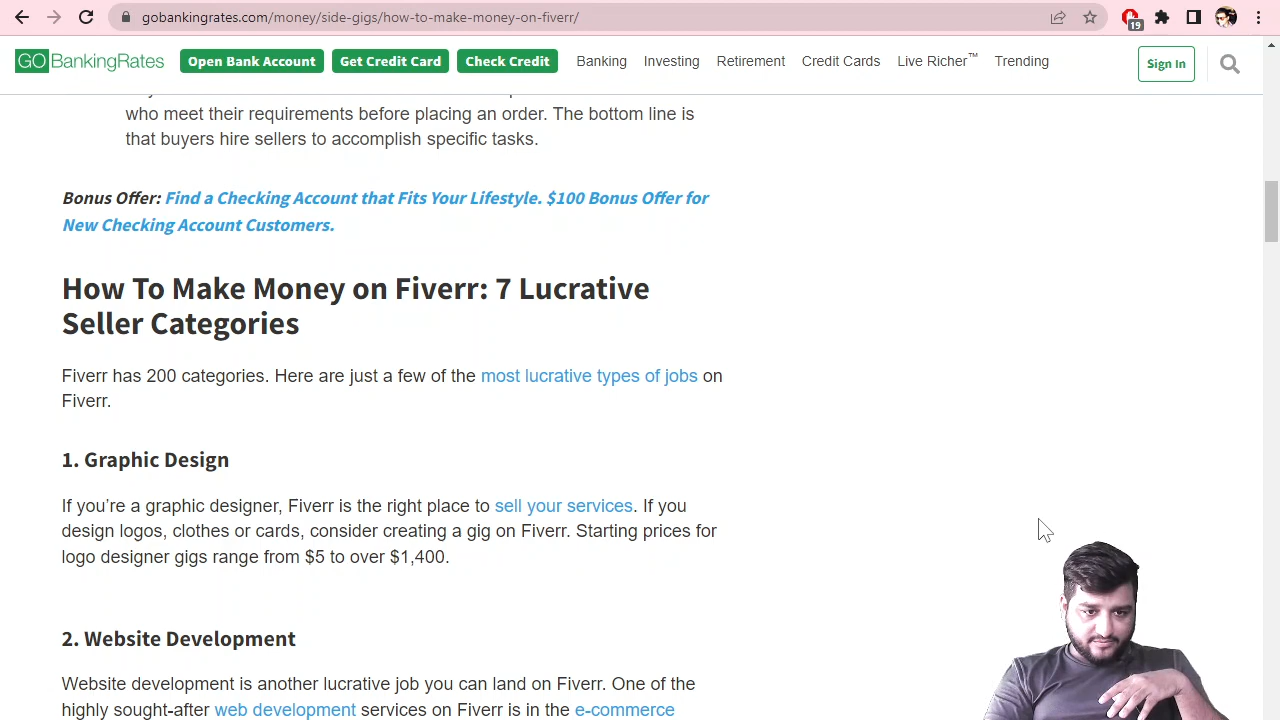 gobankingrates.com/money/side-gigs/how-to-make-money-on-fiverr/
19
GOBankingRates Open Bank Account Get Credit Card Check Credit Banking Investing Retirement Credit Cards Live Richer™ Trending Sign In
who meet their requirements before placing an order. The bottom line is
that buyers hire sellers to accomplish specific tasks.
Bonus Offer: Find a Checking Account that Fits Your Lifestyle. $100 Bonus Offer for
New Checking Account Customers.
How To Make Money on Fiverr: 7 Lucrative
Seller Categories
Fiverr has 200 categories. Here are just a few of the most lucrative types of jobs on
Fiverr.
1. Graphic Design
If you’re a graphic designer, Fiverr is the right place to sell your services. If you
design logos, clothes or cards, consider creating a gig on Fiverr. Starting prices for
logo designer gigs range from $5 to over $1,400.
2. Website Development
Website development is another lucrative job you can land on Fiverr. One of the
highly sought-after web development services on Fiverr is in the e-commerce